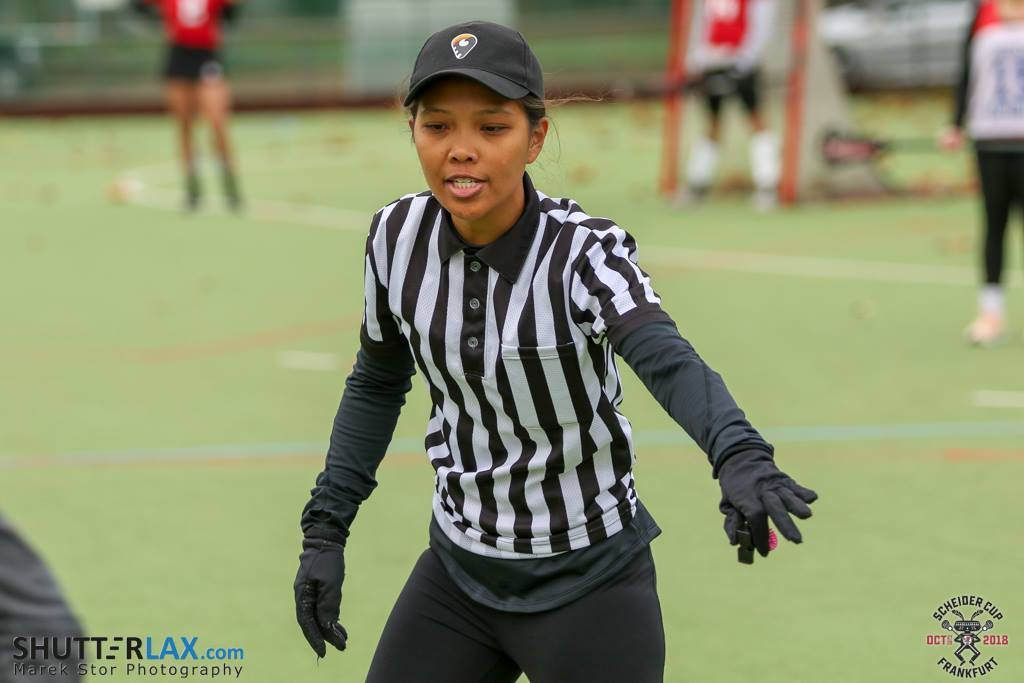 SHUTTERLAX.com
Marek Stor Photography
SCHEIDER CUP
OCT 2018
FRANKFURT